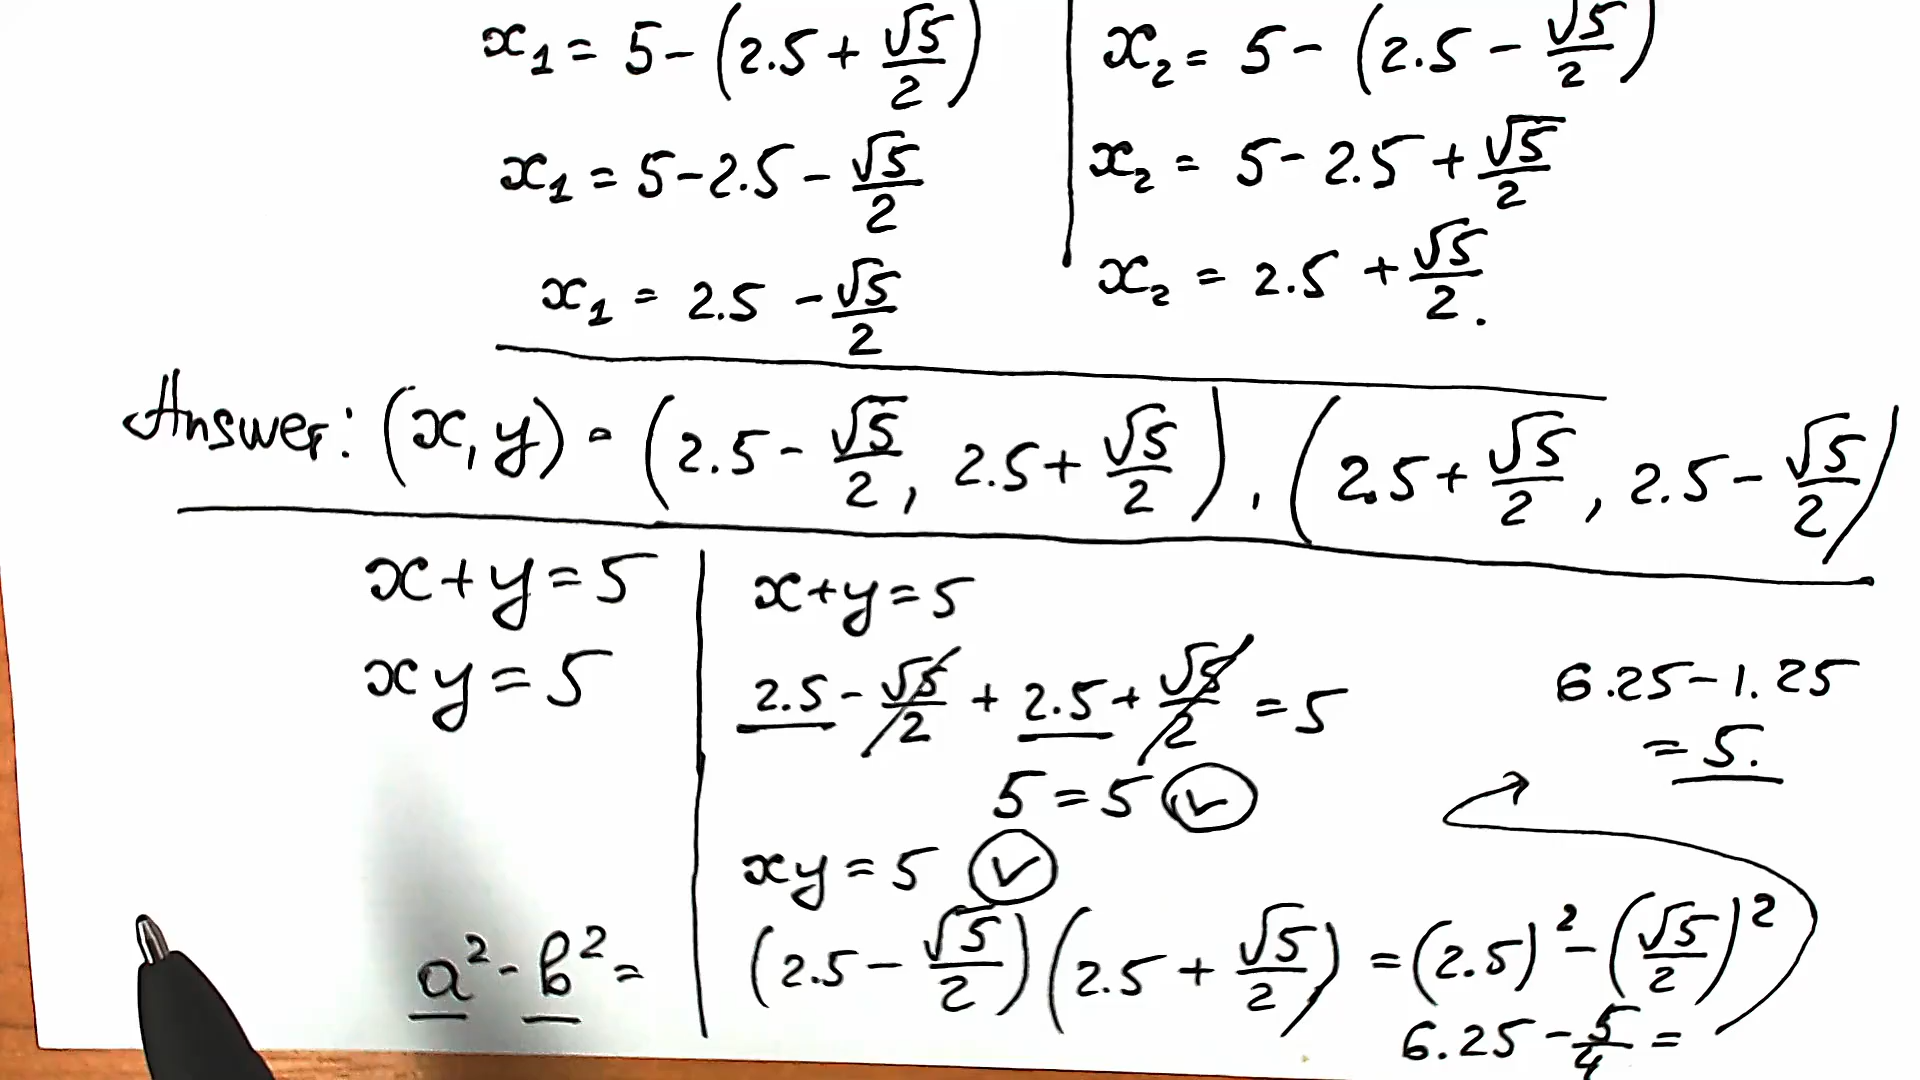 x₁ = 5 - (2.5 + √5/2)
x₁ = 5 - 2.5 - √5/2
x₁ = 2.5 - √5/2
x₂ = 5 - (2.5 - √5/2)
x₂ = 5 - 2.5 + √5/2
x₂ = 2.5 + √5/2.
Answer: (x, y) = (2.5 - √5/2, 2.5 + √5/2), (2.5 + √5/2, 2.5 - √5/2)
x + y = 5
xy = 5
a² - b² =
x + y = 5
2.5 - √5/2 + 2.5 + √5/2 = 5
5 = 5 ✓
xy = 5 ✓
(2.5 - √5/2)(2.5 + √5/2) = (2.5)² - (√5/2)²
6.25 - 5/4 =
6.25 - 1.25
= 5.